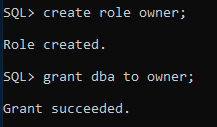 SQL> create role owner;
Role created.
SQL> grant dba to owner;
Grant succeeded.